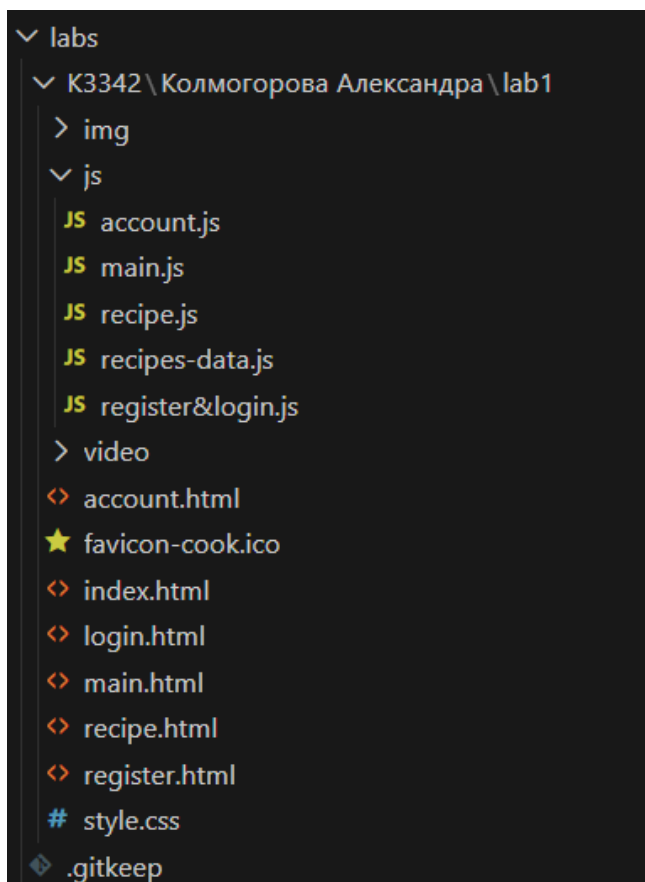 labs
K3342\Колмогорова Александра\lab1
img
js
JS account.js
JS main.js
JS recipe.js
JS recipes-data.js
JS register&login.js
video
<> account.html
favicon-cook.ico
<> index.html
<> login.html
<> main.html
<> recipe.html
<> register.html
# style.css
.gitkeep